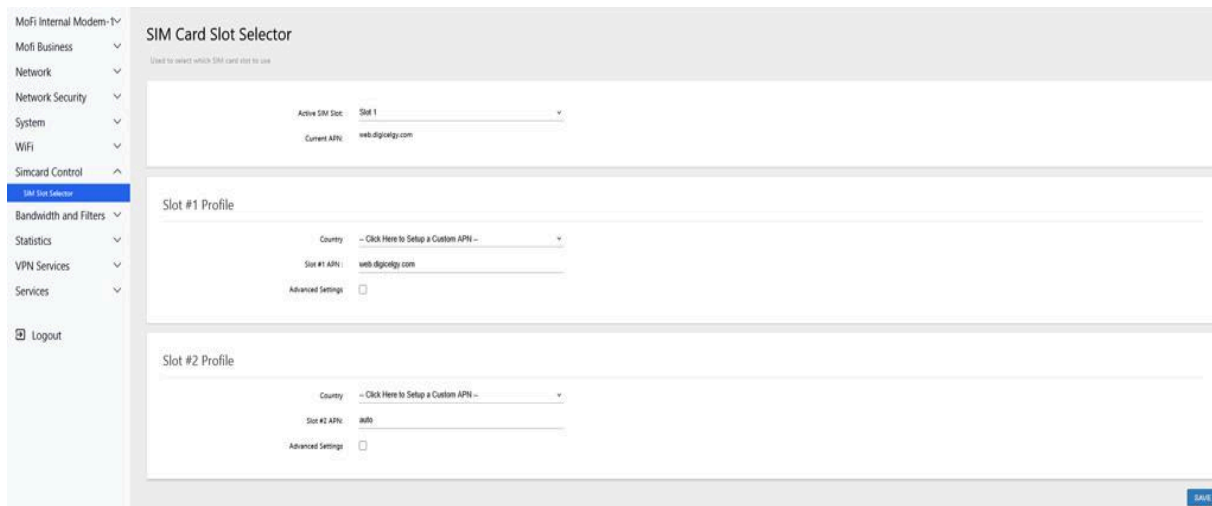 MoFi Internal Modem-1
Mofi Business
Network
Network Security
System
WiFi
Simcard Control
SIM Slot Selector
Bandwidth and Filters
Statistics
VPN Services
Services
Logout
SIM Card Slot Selector
Used to select which SIM card slot to use
Active SIM Slot: Slot 1
Current APN: web.digicelgy.com
Slot #1 Profile
Country -- Click Here to Setup a Custom APN --
Slot #1 APN : web.digicelgy.com
Advanced Settings
Slot #2 Profile
Country -- Click Here to Setup a Custom APN --
Slot #2 APN: auto
Advanced Settings
SAVE